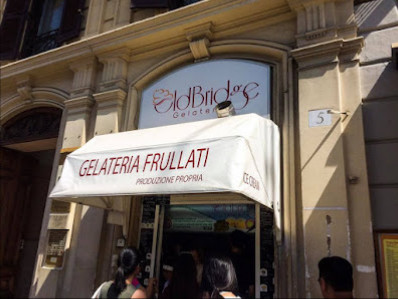 OldBridge
Gelateria
5
GELATERIA FRULLATI
PRODUZIONE PROPRIA
ICE CREAM